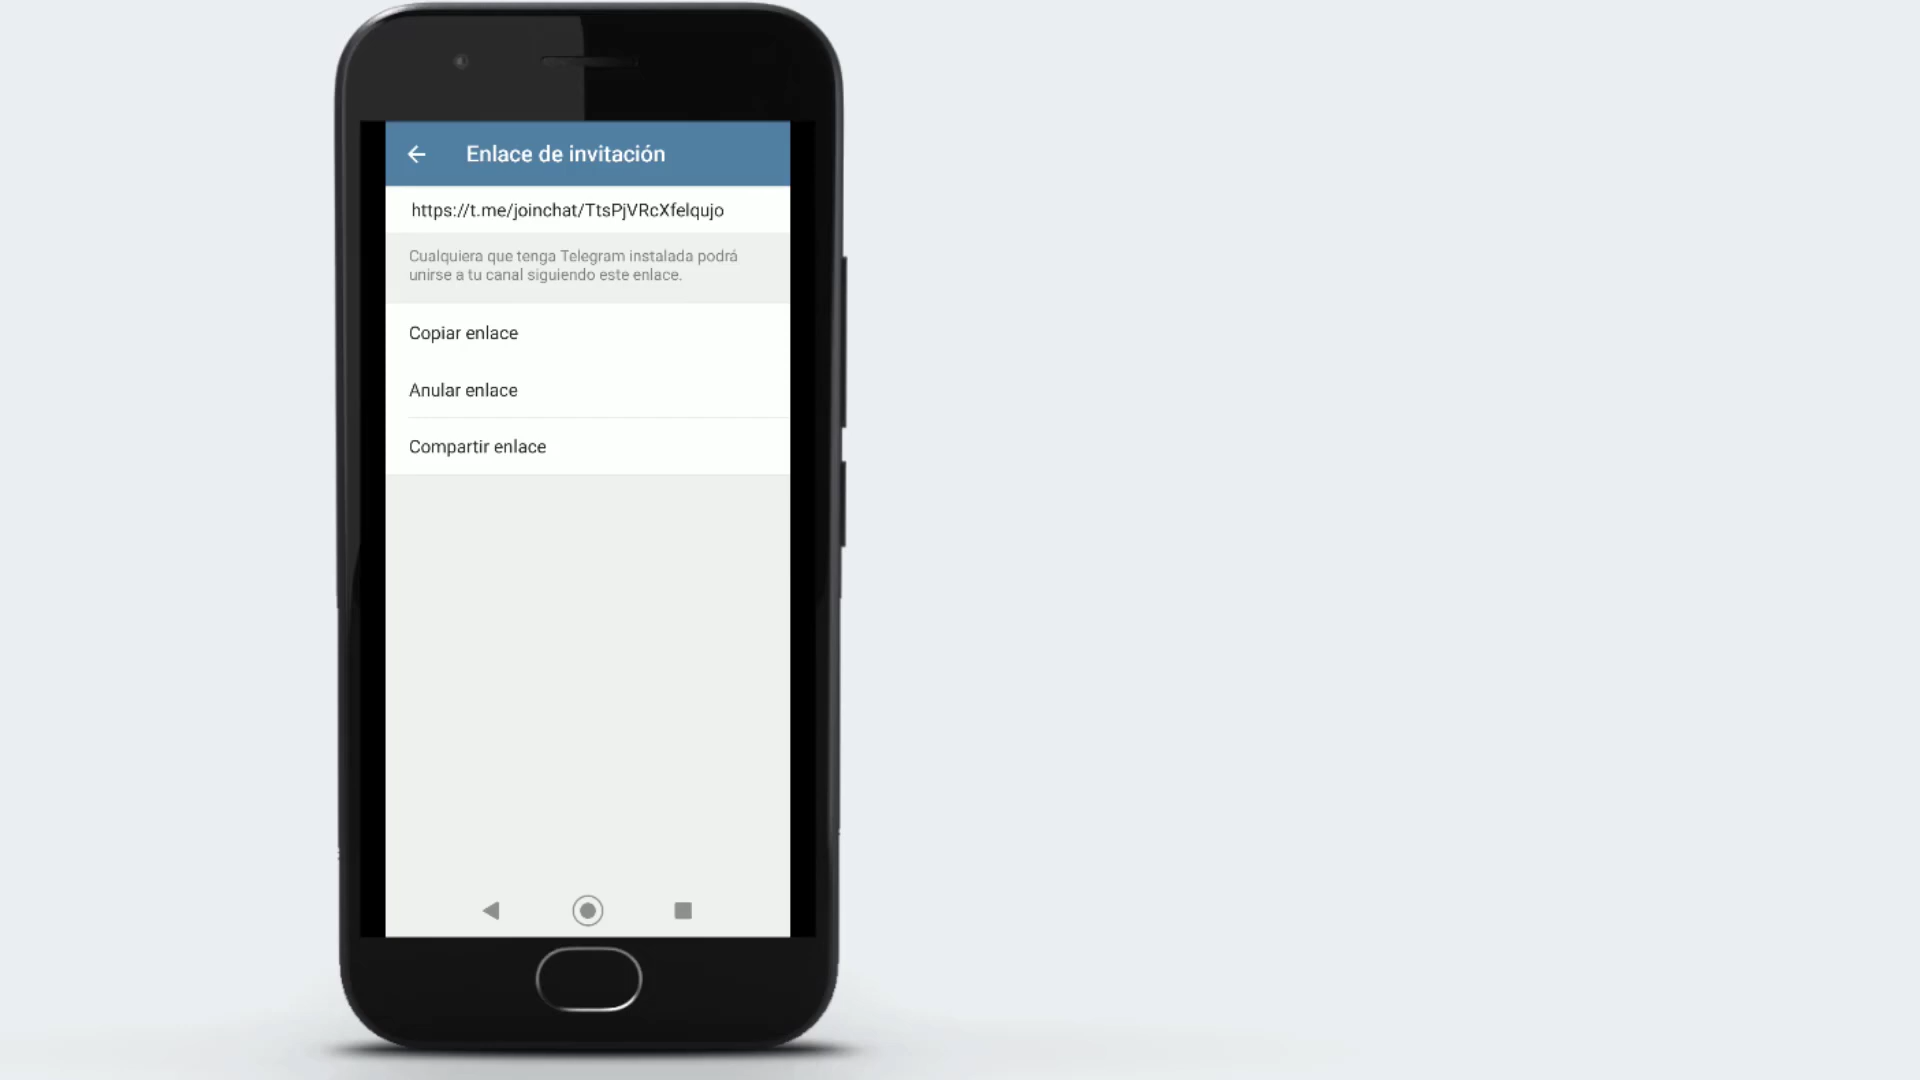 Enlace de invitación
https://t.me/joinchat/TtsPjVRcXfelqujo
Cualquiera que tenga Telegram instalada podrá
unirse a tu canal siguiendo este enlace.
Copiar enlace
Anular enlace
Compartir enlace